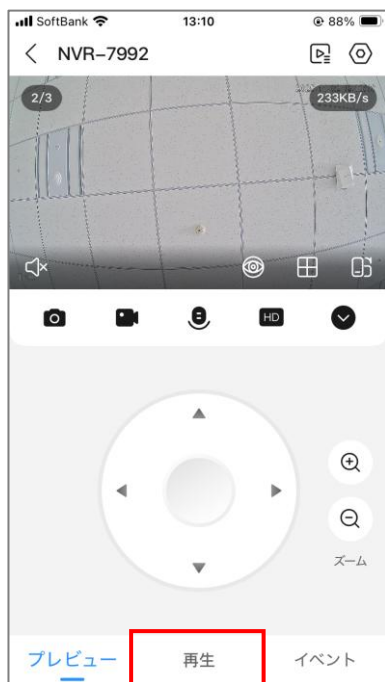 SoftBank 13:10 88%
NVR-7992
2/3 233KB/s
HD
ズーム
プレビュー 再生 イベント